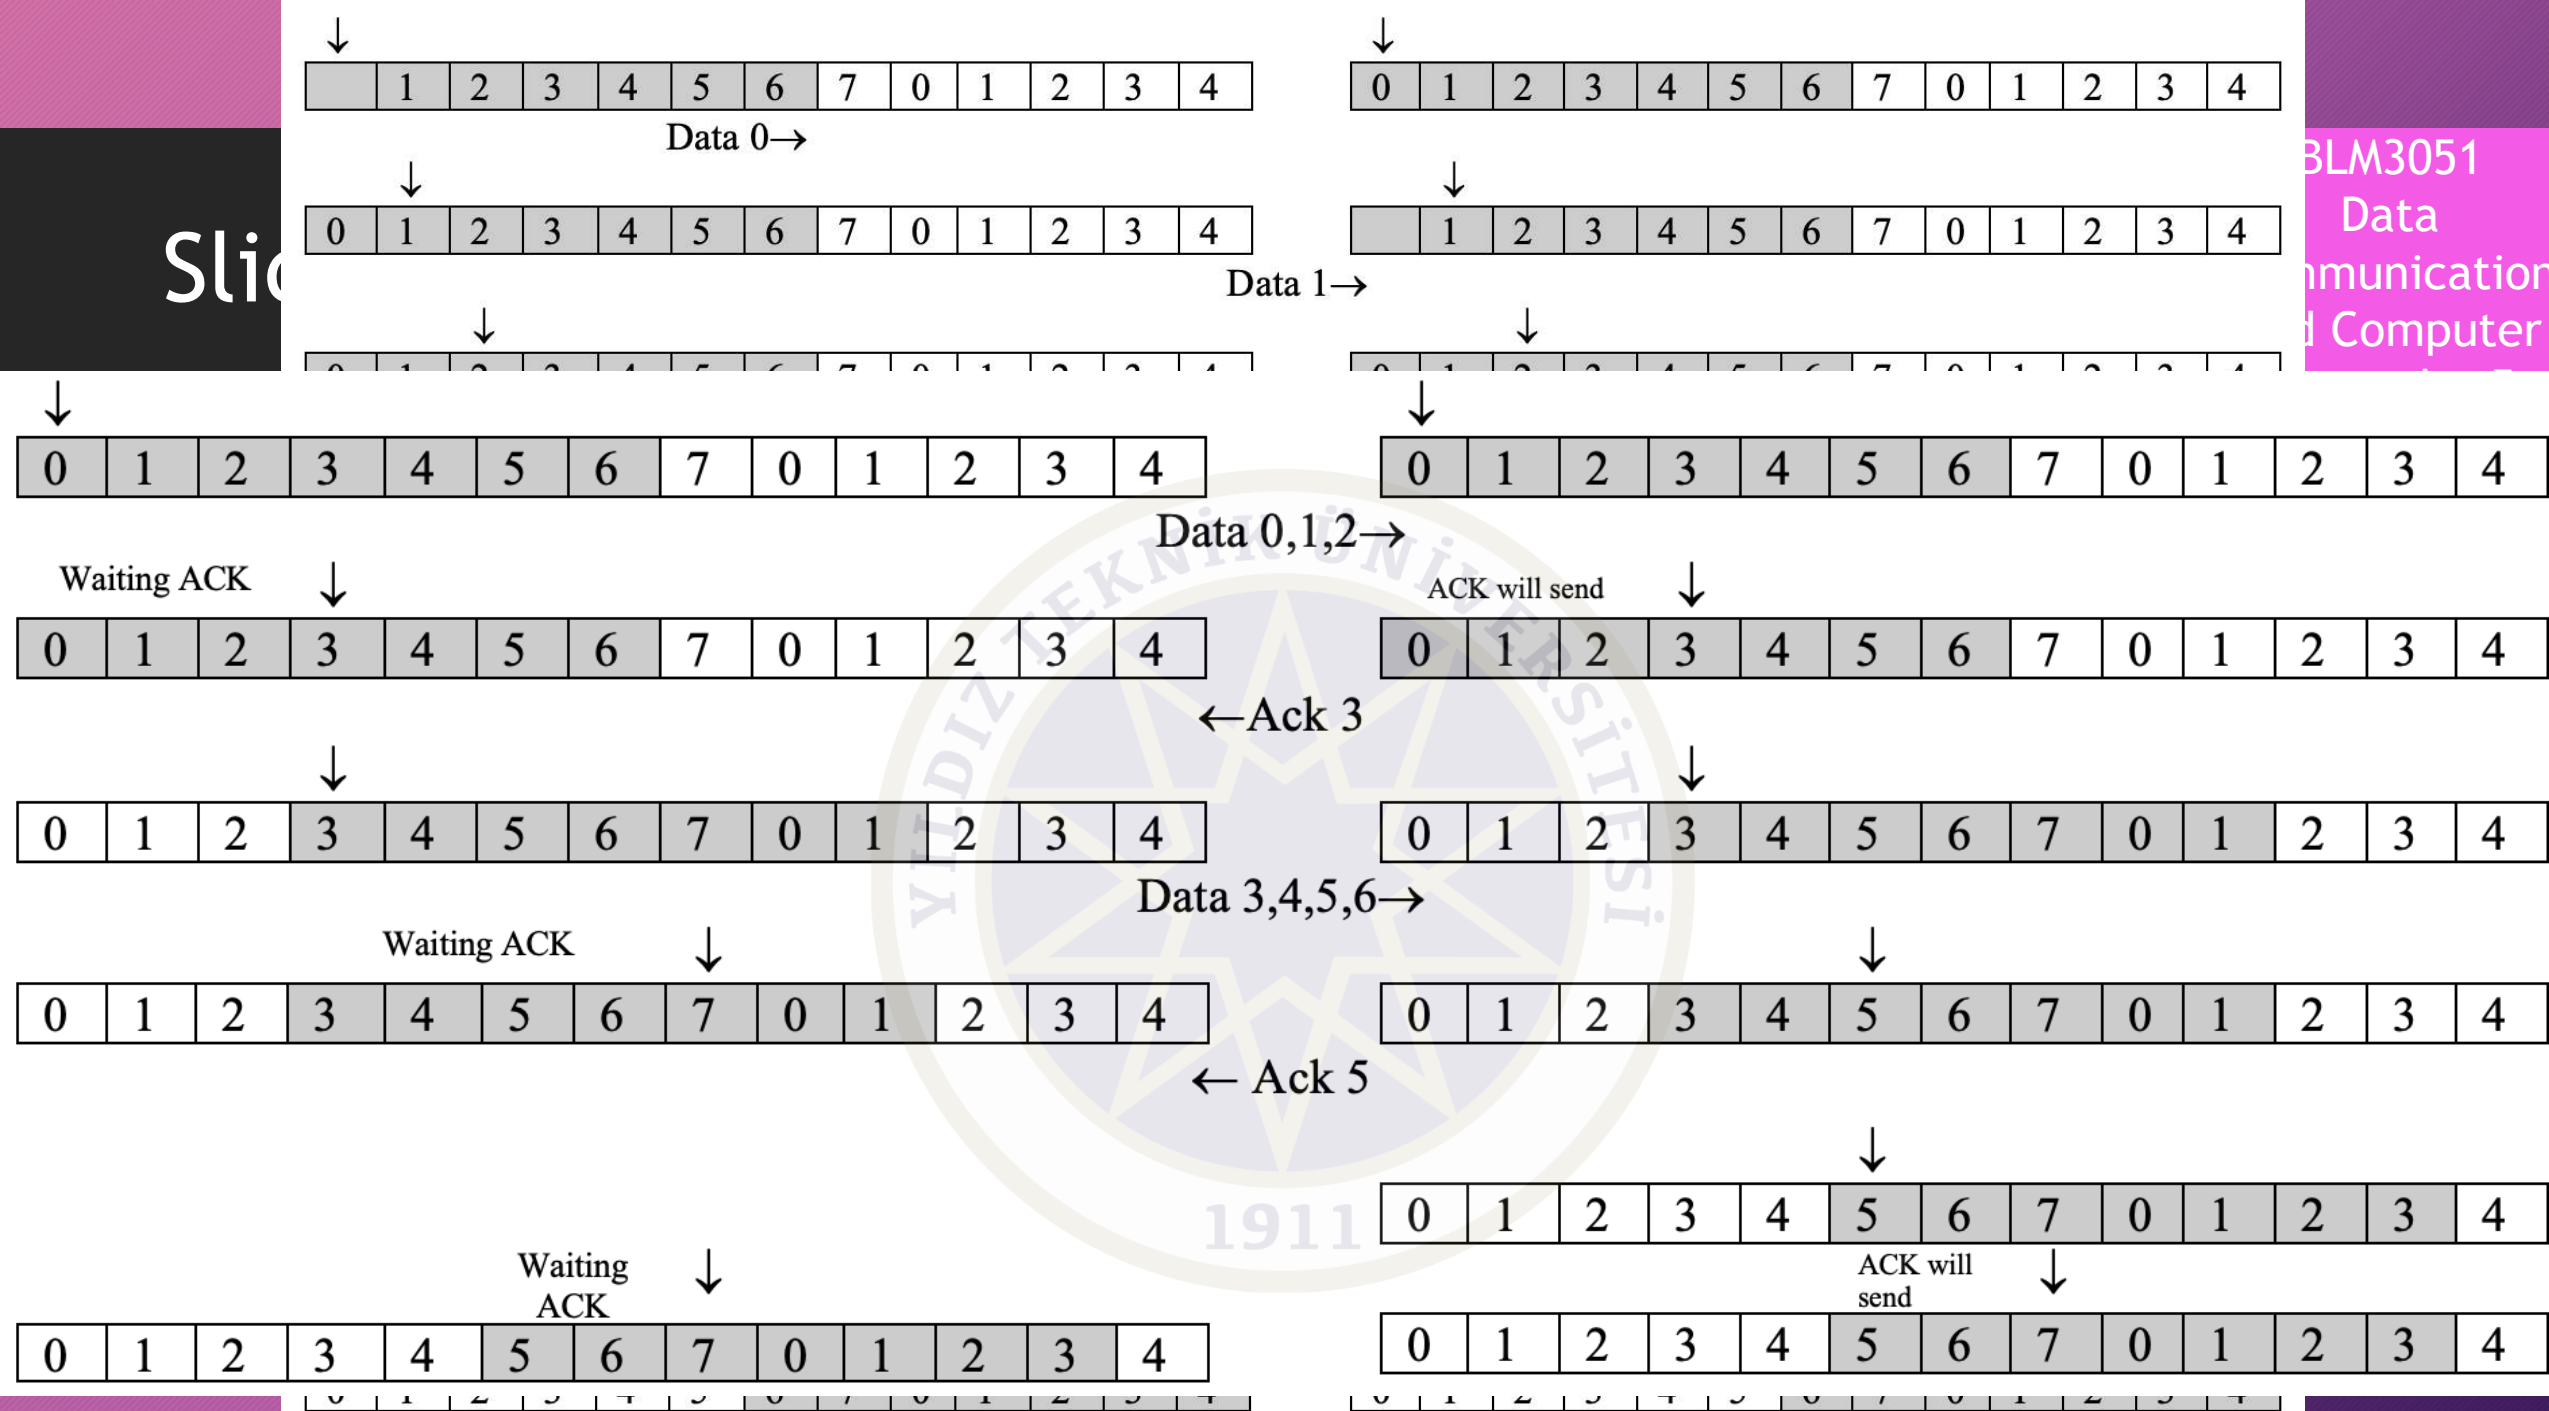 1 2 3 4 5 6 7 0 1 2 3 4
0 1 2 3 4 5 6 7 0 1 2 3 4
Data 0→
0 1 2 3 4 5 6 7 0 1 2 3 4
1 2 3 4 5 6 7 0 1 2 3 4
Data 1→
BLM3051
Data
Computer
0 1 2 3 4 5 6 7 0 1 2 3 4
0 1 2 3 4 5 6 7 0 1 2 3 4
Data 0,1,2→
Waiting ACK
ACK will send
0 1 2 3 4 5 6 7 0 1 2 3 4
0 1 2 3 4 5 6 7 0 1 2 3 4
←Ack 3
0 1 2 3 4 5 6 7 0 1 2 3 4
0 1 2 3 4 5 6 7 0 1 2 3 4
Data 3,4,5,6→
Waiting ACK
0 1 2 3 4 5 6 7 0 1 2 3 4
0 1 2 3 4 5 6 7 0 1 2 3 4
← Ack 5
0 1 2 3 4 5 6 7 0 1 2 3 4
Waiting
ACK
ACK will
send
0 1 2 3 4 5 6 7 0 1 2 3 4
0 1 2 3 4 5 6 7 0 1 2 3 4
YILDIZ TEKNİK ÜNİVERSİTESİ
1911